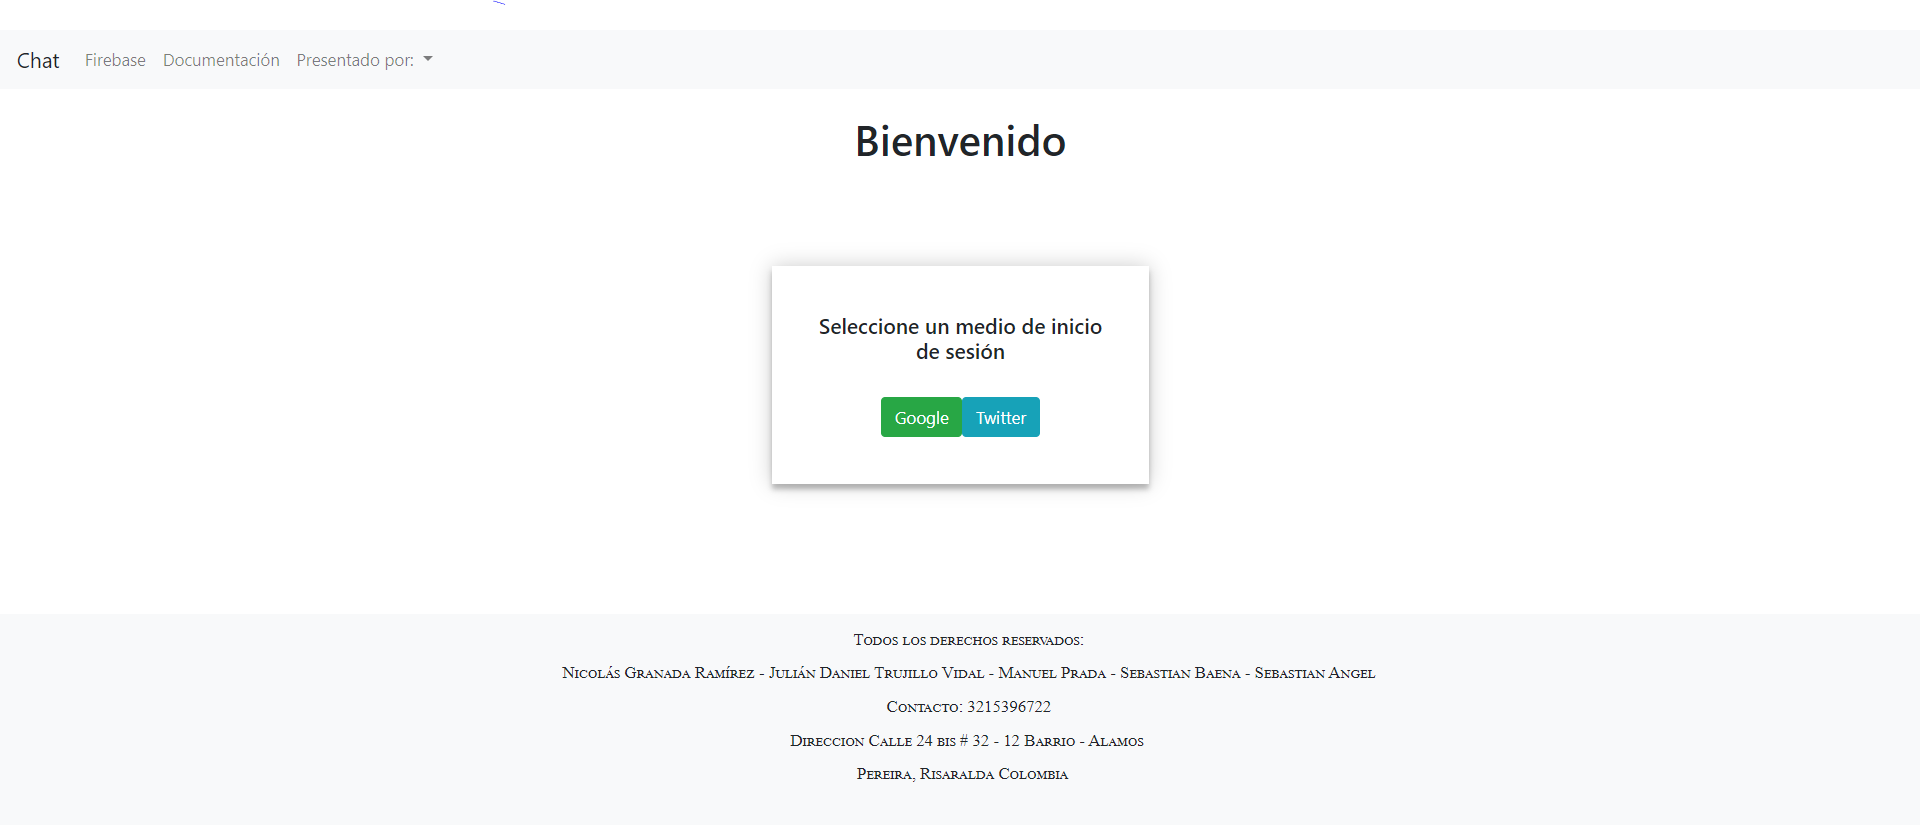 Chat Firebase Documentación Presentado por:
Bienvenido
Seleccione un medio de inicio
de sesión
Google Twitter
Todos los derechos reservados:
Nicolás Granada Ramírez - Julián Daniel Trujillo Vidal - Manuel Prada - Sebastian Baena - Sebastian Angel
Contacto: 3215396722
Direccion Calle 24 bis # 32 - 12 Barrio - Alamos
Pereira, Risaralda Colombia